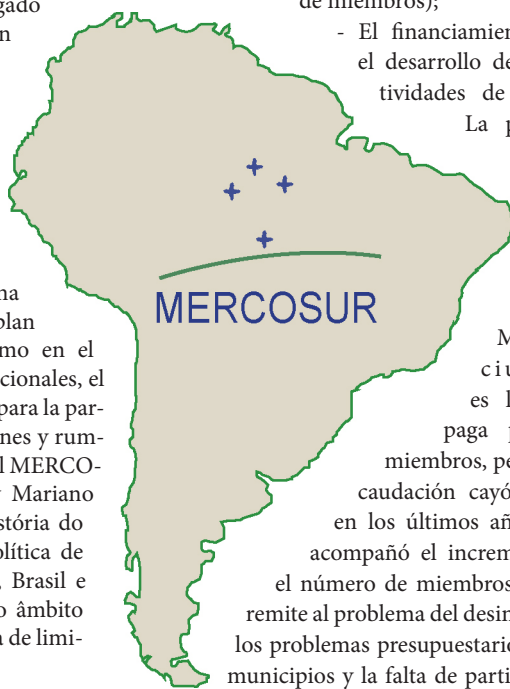 gado
n
na
plan
mo en el
cionales, el
para la par-
nes y rum-
l MERCO-
Mariano
stória do
olítica de
, Brasil e
o âmbito
a de limi-
MERCOSUR
de miembros);
- El financiamien
el desarrollo de
tividades de
La p
M
ciu
es l
paga p
miembros, pe
caudación cayó
en los últimos añ
acompañó el increm
el número de miembros
remite al problema del desin
los problemas presupuestario
municipios y la falta de parti